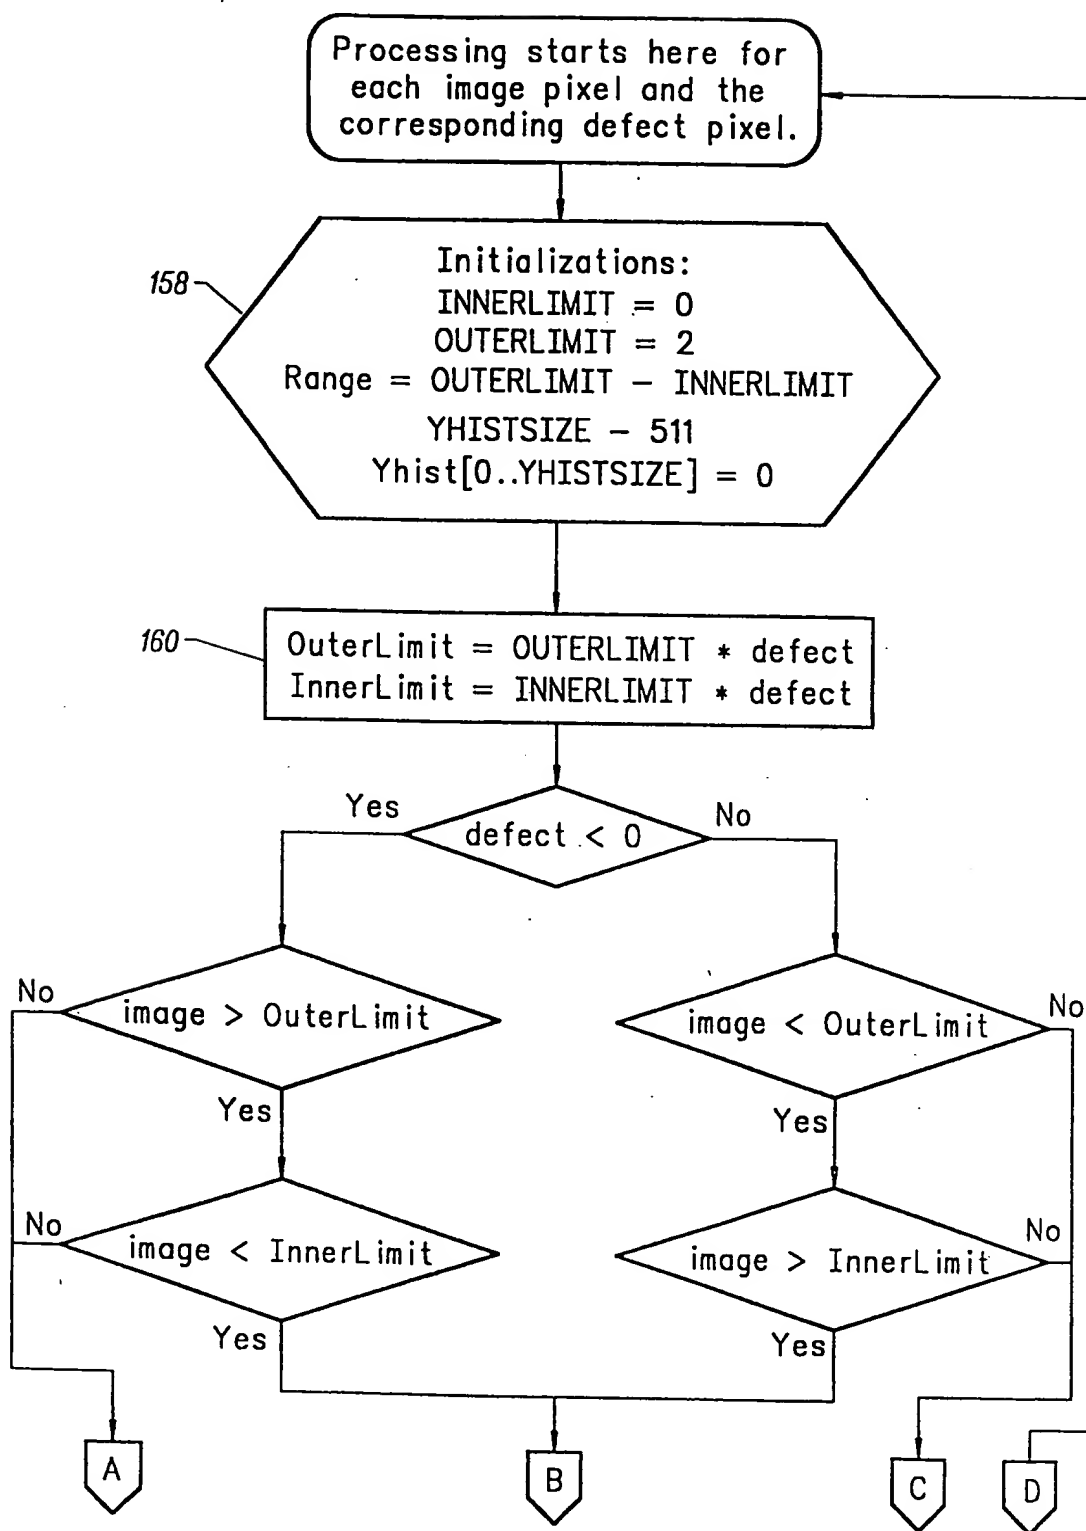 Processing starts here for
each image pixel and the
corresponding defect pixel.
158
Initializations:
INNERLIMIT = 0
OUTERLIMIT = 2
Range = OUTERLIMIT - INNERLIMIT
YHISTSIZE - 511
Yhist[0..YHISTSIZE] = 0
160
OuterLimit = OUTERLIMIT * defect
InnerLimit = INNERLIMIT * defect
Yes
defect < 0
No
No
image > OuterLimit
Yes
image < OuterLimit
No
Yes
No
image < InnerLimit
Yes
image > InnerLimit
No
Yes
A
B
C
D